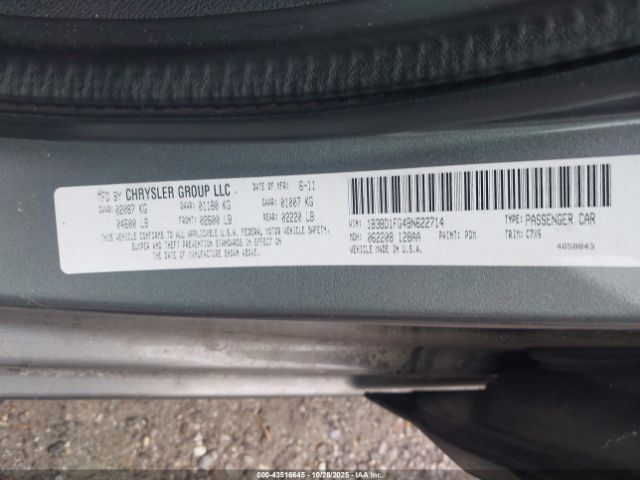 MFD BY CHRYSLER GROUP LLC DATE OF MFR: 6-11
GVWR: 02087 KG GAWR: 01180 KG GAWR: 01007 KG
04600 LB FRONT: 02600 LB REAR: 02220 LB
THIS VEHICLE CONFORMS TO ALL APPLICABLE U.S.A. FEDERAL MOTOR VEHICLE SAFETY,
BUMPER AND THEFT PREVENTION STANDARDS IN EFFECT ON
THE DATE OF MANUFACTURE SHOWN ABOVE.
VIN: 1B3BD1FG4BN622714 TYPE: PASSENGER CAR
MDH: 062208 128AA PAINT: PDM TRIM: C7X9
VEHICLE MADE IN U.S.A. 4658843
000-43516645 10/28/2025 IAA Inc.